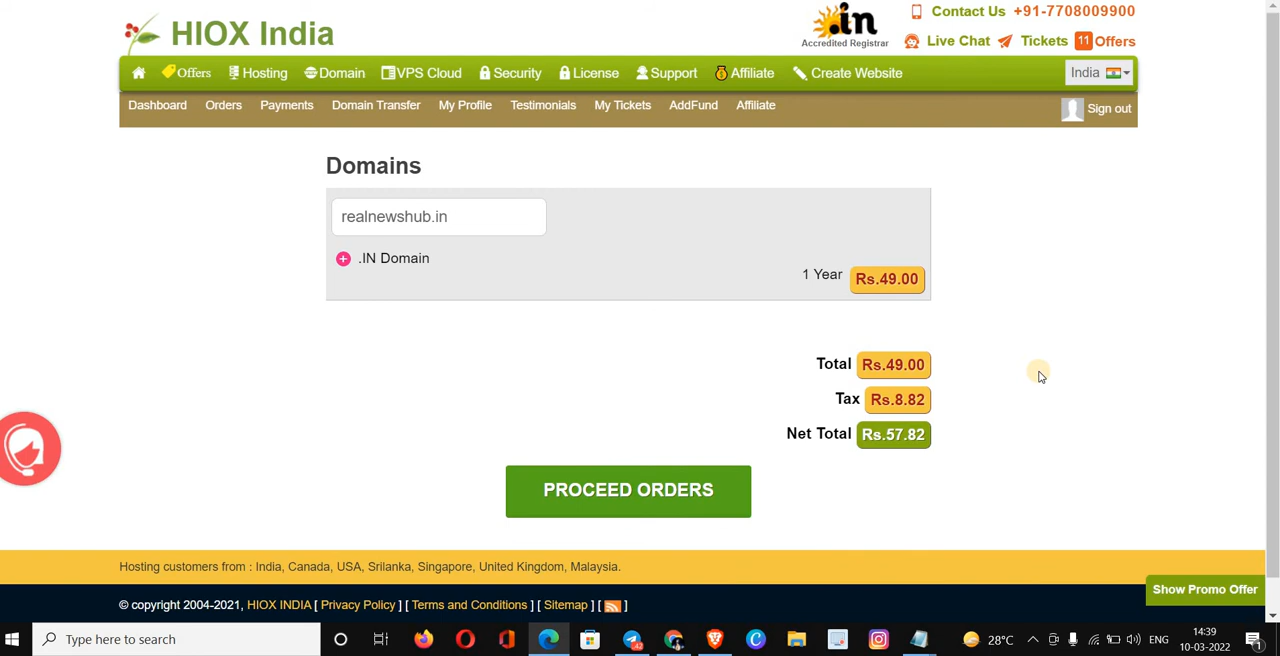 HIOX India
.in
Accredited Registrar
Contact Us +91-7708009900
Live Chat Tickets 11 Offers
Offers Hosting Domain VPS Cloud Security License Support Affiliate Create Website India
Dashboard Orders Payments Domain Transfer My Profile Testimonials My Tickets AddFund Affiliate Sign out
Domains
realnewshub.in
.IN Domain
1 Year Rs.49.00
Total Rs.49.00
Tax Rs.8.82
Net Total Rs.57.82
PROCEED ORDERS
Hosting customers from : India, Canada, USA, Srilanka, Singapore, United Kingdom, Malaysia.
Show Promo Offer
© copyright 2004-2021, HIOX INDIA [ Privacy Policy ] [ Terms and Conditions ] [ Sitemap ] [ ]
Type here to search
42
28°C
ENG
14:39
10-03-2022
1